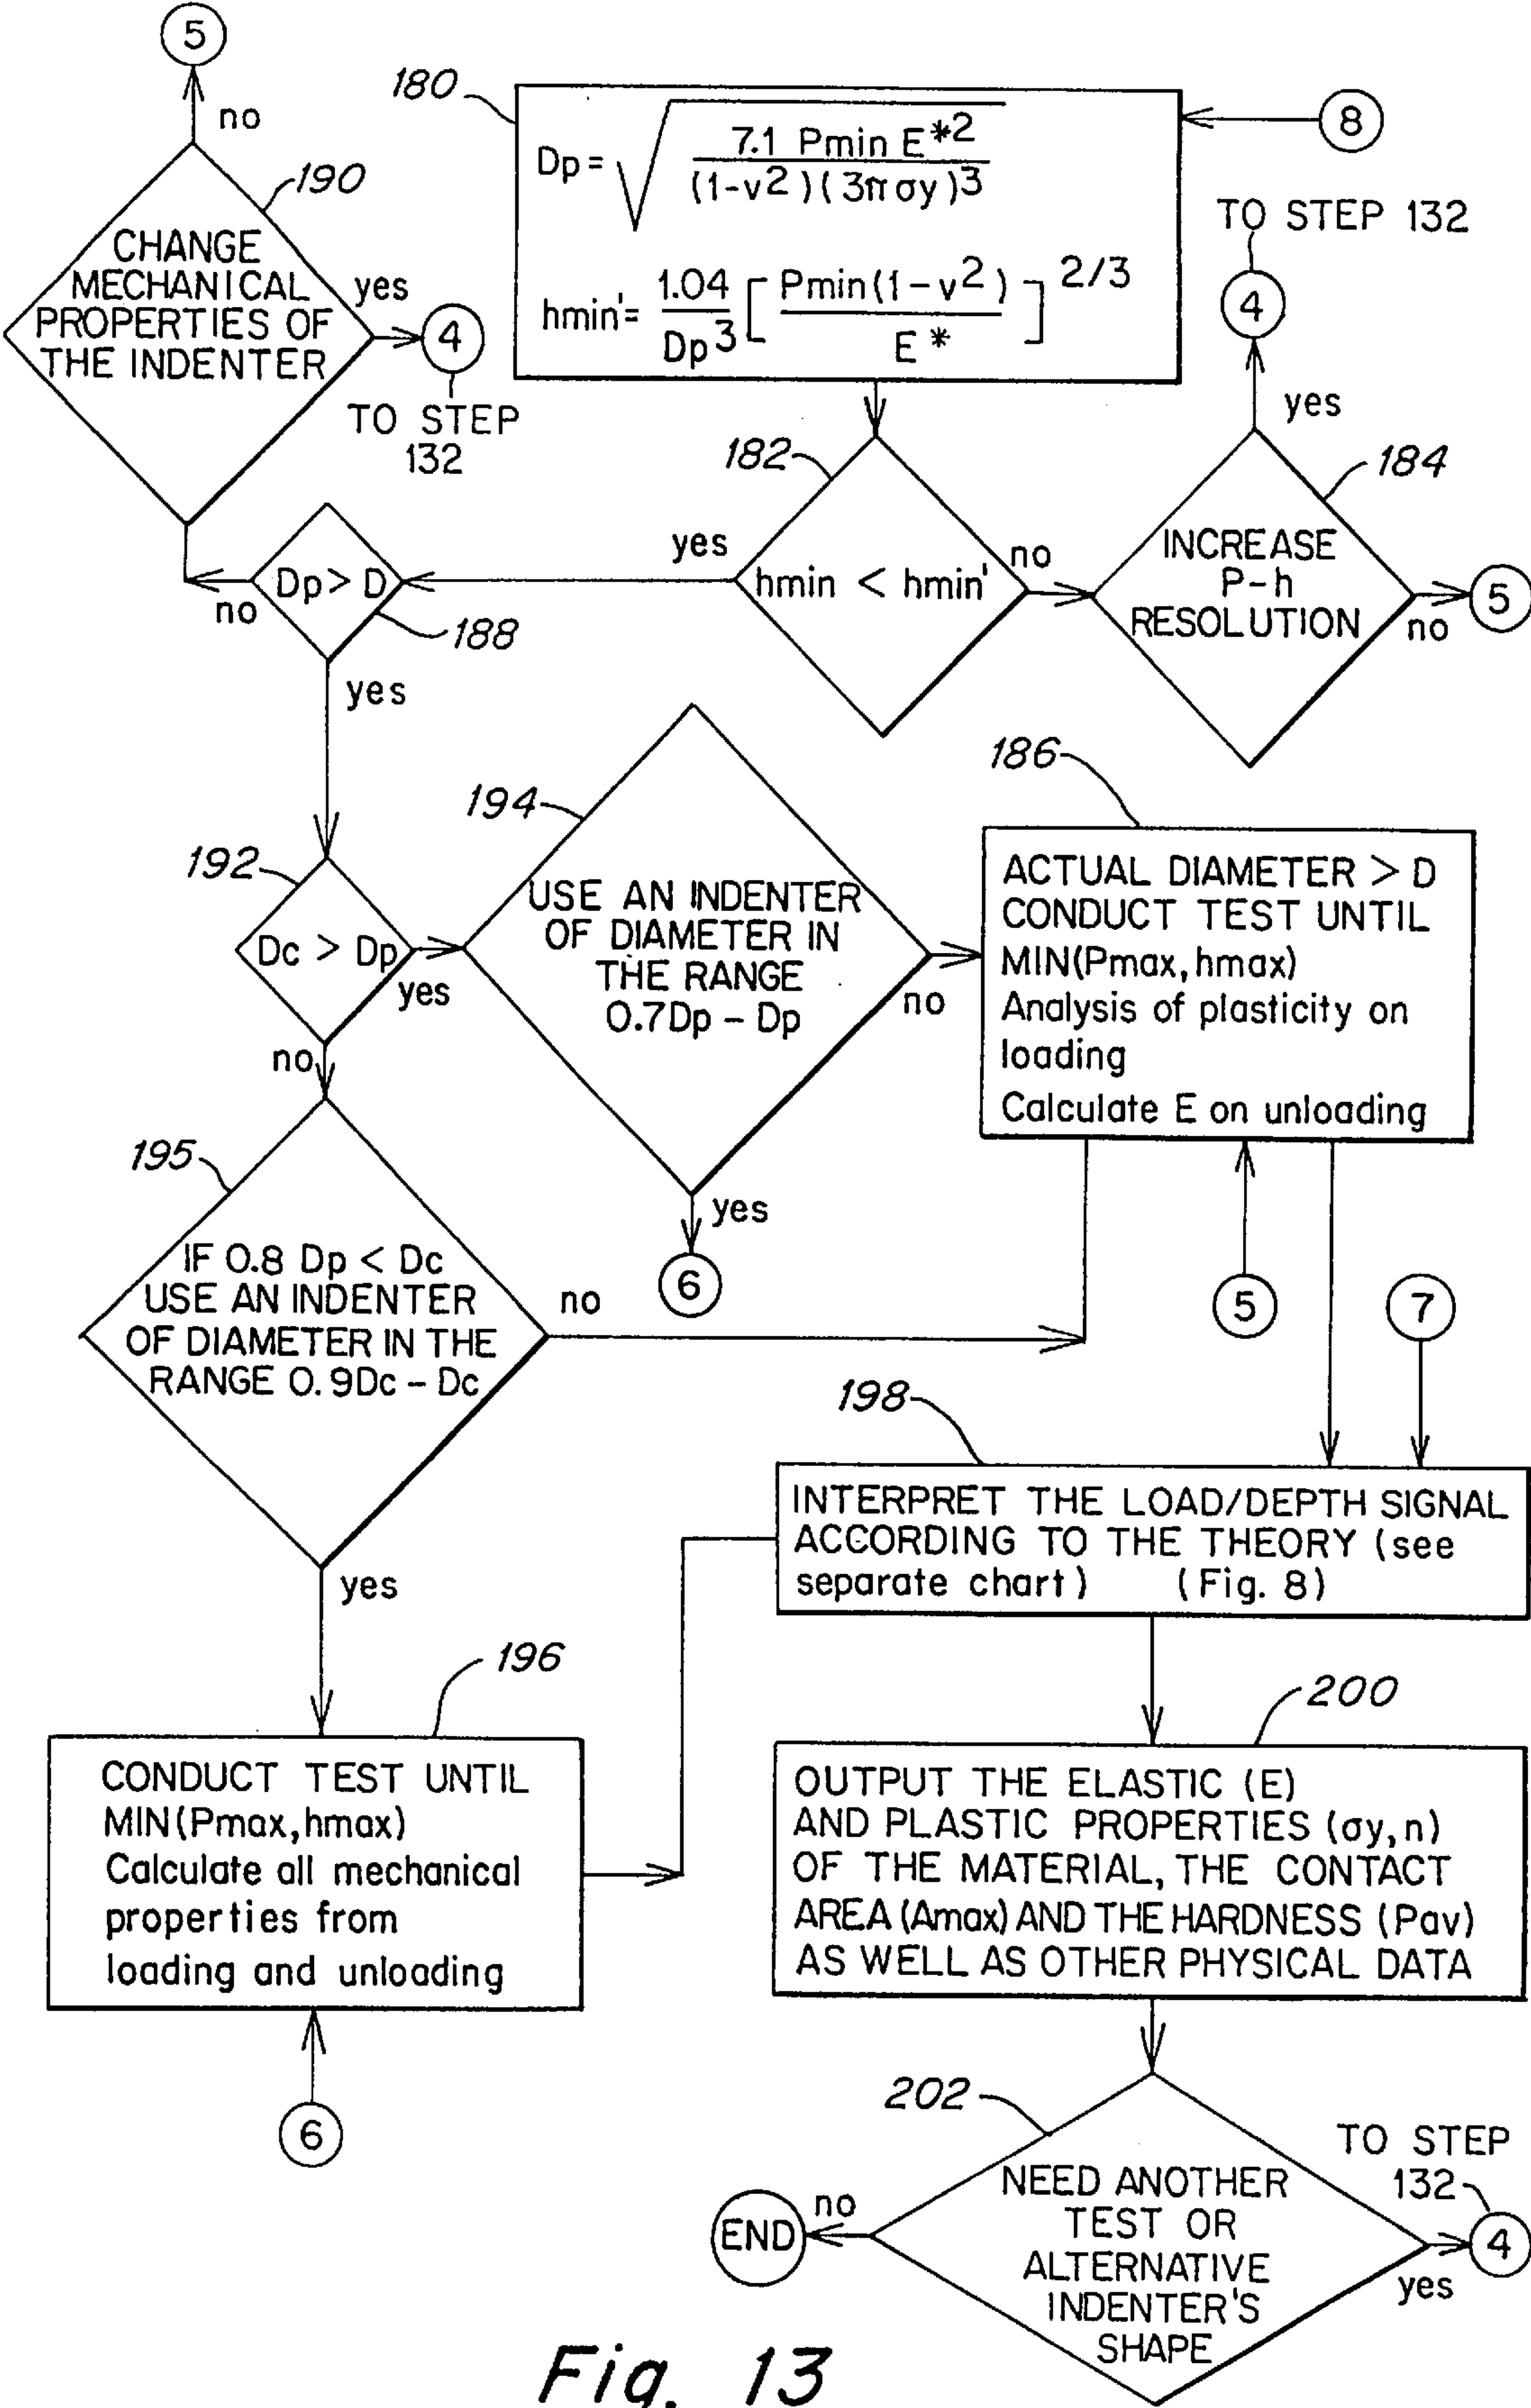 5
no
190
CHANGE
MECHANICAL
PROPERTIES OF
THE INDENTER
yes
4
TO STEP
132
180
Dp = √ 7.1 Pmin E*2 / (1-v2)(3πσy)3
hmin' = 1.04 / Dp3 [ Pmin(1-v2) / E* ] 2/3
8
TO STEP 132
4
yes
182
hmin < hmin'
yes
no
184
INCREASE
P-h
RESOLUTION
no
5
Dp > D
no
188
yes
192
Dc > Dp
yes
no
194
USE AN INDENTER
OF DIAMETER IN
THE RANGE
0.7Dp - Dp
no
yes
6
186
ACTUAL DIAMETER > D
CONDUCT TEST UNTIL
MIN(Pmax,hmax)
Analysis of plasticity on
loading
Calculate E on unloading
5
7
195
IF 0.8 Dp < Dc
USE AN INDENTER
OF DIAMETER IN THE
RANGE 0.9Dc - Dc
no
yes
198
INTERPRET THE LOAD/DEPTH SIGNAL
ACCORDING TO THE THEORY (see
separate chart) (Fig. 8)
196
CONDUCT TEST UNTIL
MIN(Pmax,hmax)
Calculate all mechanical
properties from
loading and unloading
6
200
OUTPUT THE ELASTIC (E)
AND PLASTIC PROPERTIES (σy,n)
OF THE MATERIAL, THE CONTACT
AREA (Amax) AND THE HARDNESS (Pav)
AS WELL AS OTHER PHYSICAL DATA
202
NEED ANOTHER
TEST OR
ALTERNATIVE
INDENTER'S
SHAPE
no
END
TO STEP
132
4
yes
Fig. 13